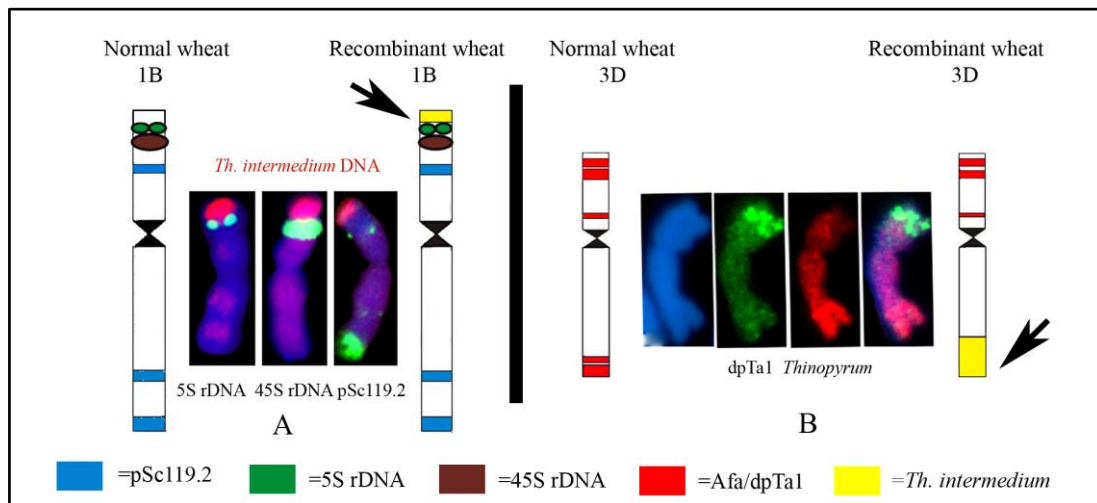 Normal wheat
1B
Recombinant wheat
1B
Th. intermedium DNA
5S rDNA 45S rDNA pSc119.2
A
Normal wheat
3D
Recombinant wheat
3D
dpTa1 Thinopyrum
B
=pSc119.2 =5S rDNA =45S rDNA =Afa/dpTa1 =Th. intermedium